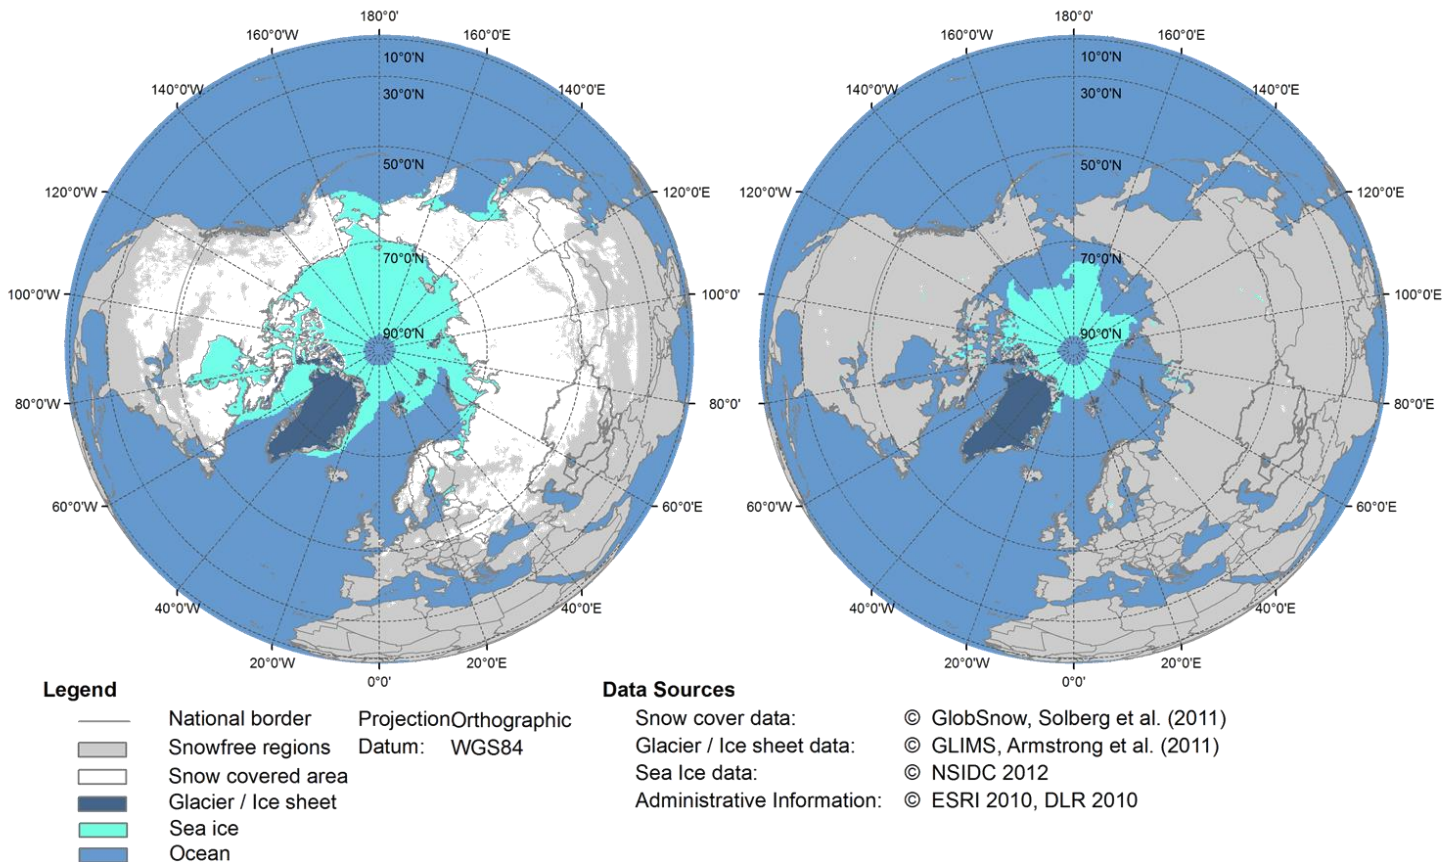 180°0'
160°0'W
160°0'E
10°0'N
140°0'W
30°0'N
140°0'E
50°0'N
120°0'W
120°0'E
70°0'N
100°0'W
100°0'
90°0'N
80°0'W
80°0'
60°0'W
60°0'E
40°0'W
40°0'E
20°0'W
20°0'E
0°0'
180°0'
160°0'W
160°0'E
10°0'N
140°0'W
30°0'N
140°0'E
50°0'N
120°0'W
120°0'E
70°0'N
100°0'W
100°0'E
90°0'N
80°0'W
80°0'E
60°0'W
60°0'E
40°0'W
40°0'E
20°0'W
20°0'E
0°0'
Legend
National border
Snowfree regions
Snow covered area
Glacier / Ice sheet
Sea ice
Ocean
ProjectionOrthographic
Datum: WGS84
Data Sources
Snow cover data: © GlobSnow, Solberg et al. (2011)
Glacier / Ice sheet data: © GLIMS, Armstrong et al. (2011)
Sea Ice data: © NSIDC 2012
Administrative Information: © ESRI 2010, DLR 2010